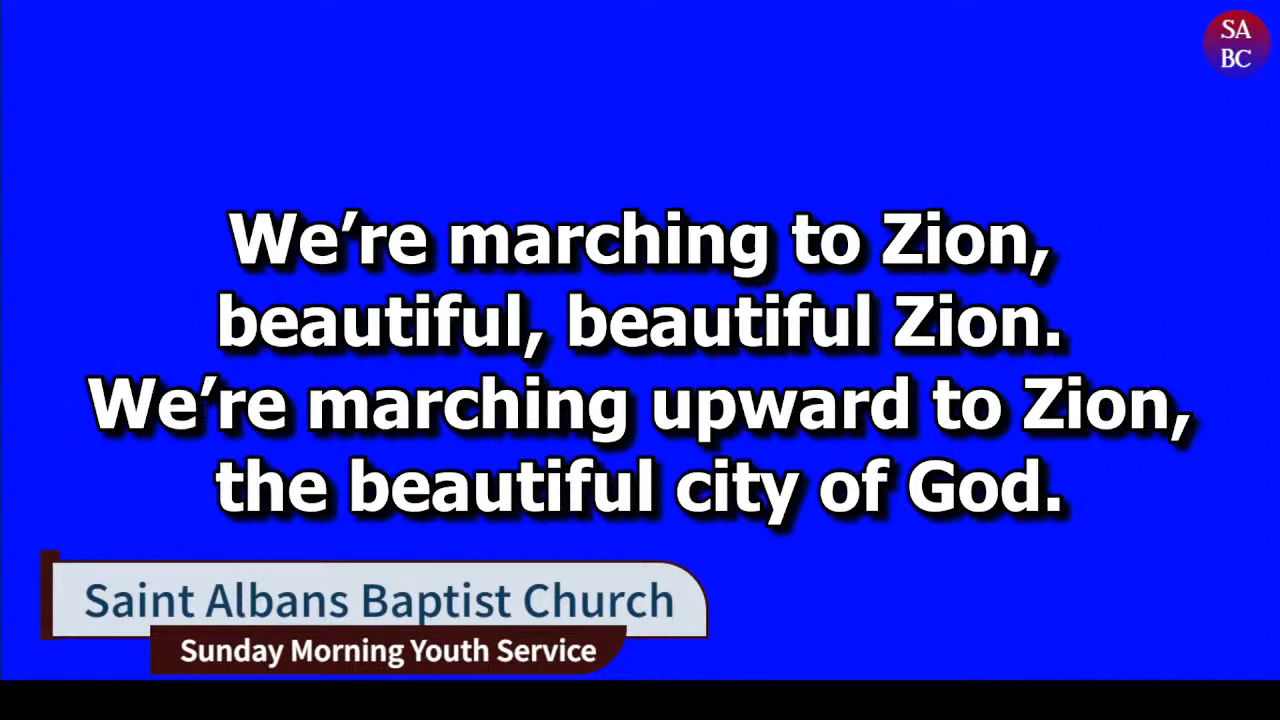 SA
BC
We’re marching to Zion,
beautiful, beautiful Zion.
We’re marching upward to Zion,
the beautiful city of God.
Saint Albans Baptist Church
Sunday Morning Youth Service